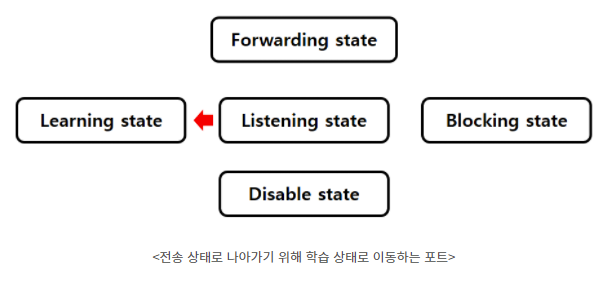 Forwarding state
Learning state
Listening state
Blocking state
Disable state
<전송 상태로 나아가기 위해 학습 상태로 이동하는 포트>